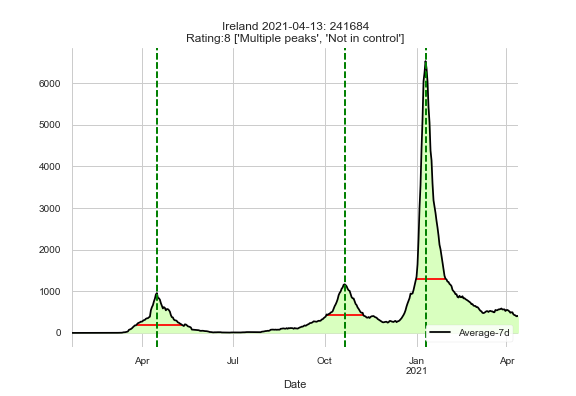 Ireland 2021-04-13: 241684
Rating:8 ['Multiple peaks', 'Not in control']
6000
5000
4000
3000
2000
1000
0
Average-7d
Apr
Jul
Oct
Jan
Apr
2021
Date